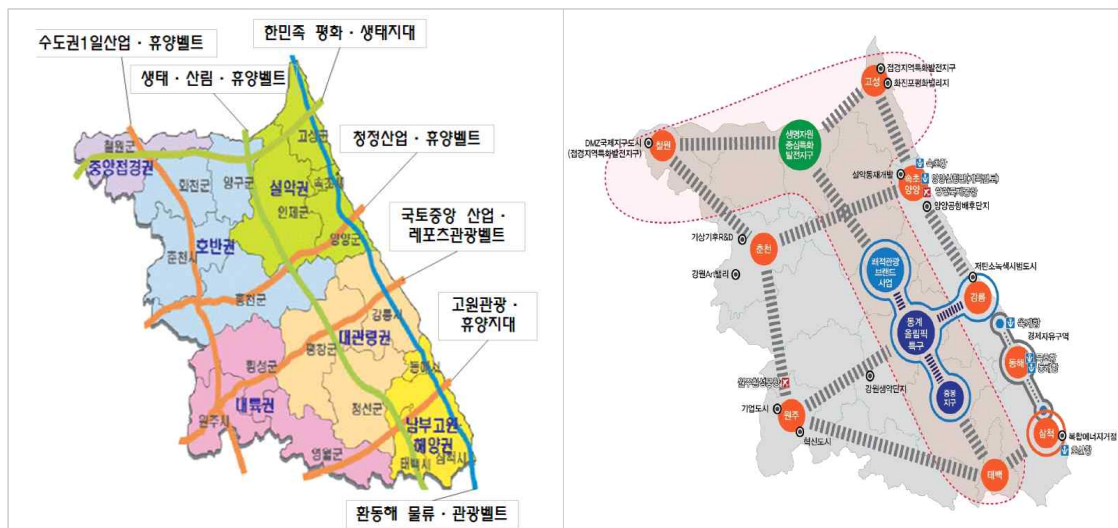 수도권1일산업 · 휴양벨트
한민족 평화 · 생태지대
생태 · 산림 · 휴양벨트
청정산업 · 휴양벨트
국토중앙 산업 ·
레포츠관광벨트
고원관광 ·
휴양지대
환동해 물류 · 관광벨트
철원군
중앙접경권
화천군
양구군
고성군
설악권
속초시
인제군
양양군
호반권
춘천시
홍천군
강릉시
대관령권
평창군
횡성군
대륙권
원주시
정선군
동해시
남부고원
해양권
영월군
태백시
삼척시
접경지역특화발전지구
고성
화진포평화빌리지
생명자원
중심특화
발전지구
DMZ국제지구도시
(접경지역특화발전지구)
철원
속초항
설악동재개발
속초
양양
양양공항배후단지
가상기후R&D
춘천
강원Art밸리
쾌적관광
브랜드
사업
저탄소녹색시범도시
강릉
동계
올림픽
특구
옥계항
경제자유구역
동해
강원생약단지
중봉
지구
기업도시
원주
혁신도시
삼척
복합에너지거점
태백